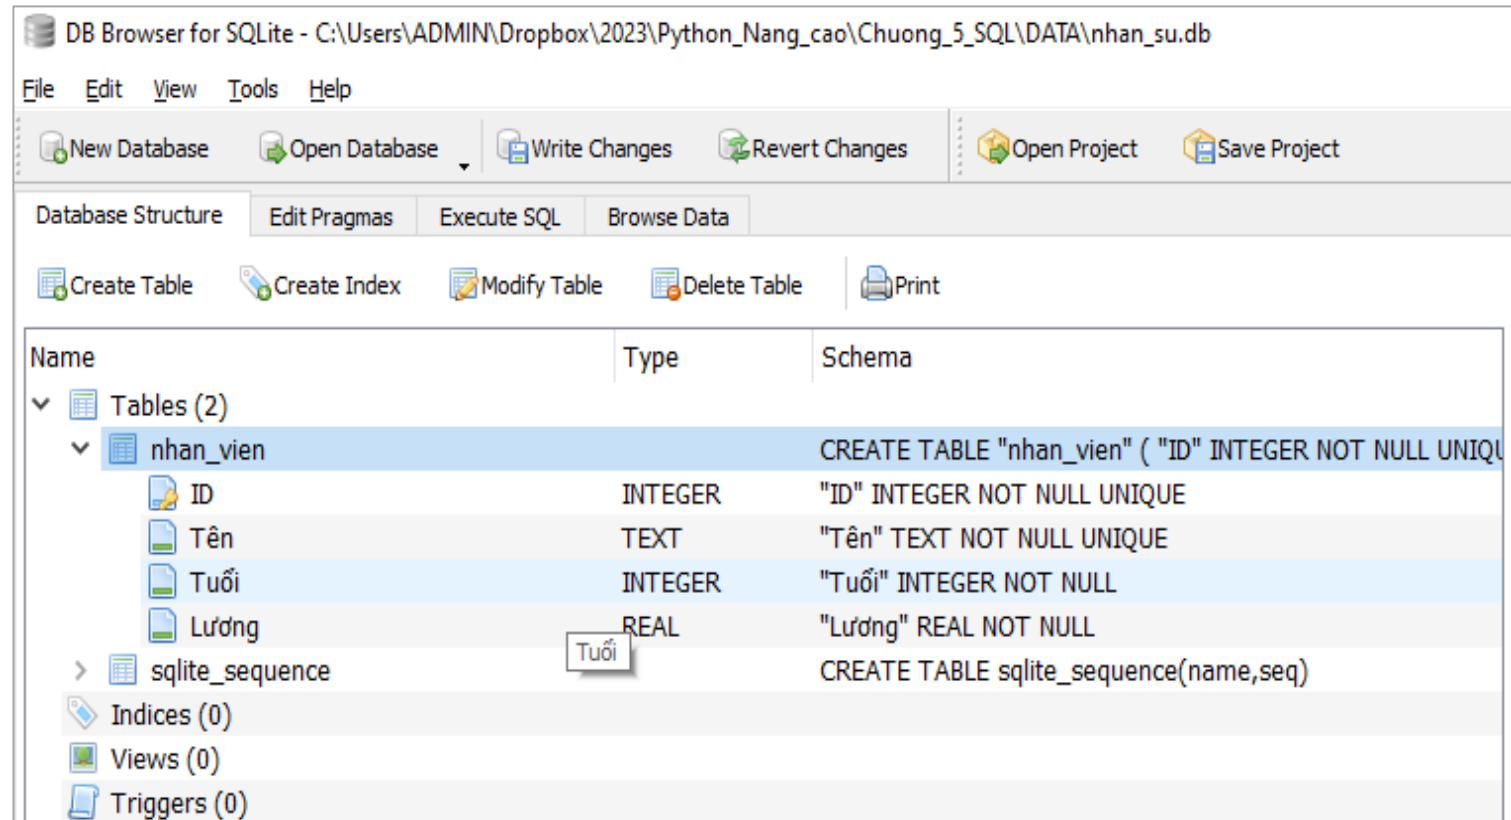 DB Browser for SQLite - C:\Users\ADMIN\Dropbox\2023\Python_Nang_cao\Chuong_5_SQL\DATA\nhan_su.db
File Edit View Tools Help
New Database Open Database Write Changes Revert Changes Open Project Save Project
Database Structure Edit Pragmas Execute SQL Browse Data
Create Table Create Index Modify Table Delete Table Print
Name Type Schema
Tables (2)
nhan_vien CREATE TABLE "nhan_vien" ( "ID" INTEGER NOT NULL UNIQU
ID INTEGER "ID" INTEGER NOT NULL UNIQUE
Tên TEXT "Tên" TEXT NOT NULL UNIQUE
Tuổi INTEGER "Tuổi" INTEGER NOT NULL
Lương REAL "Lương" REAL NOT NULL
Tuổi
sqlite_sequence CREATE TABLE sqlite_sequence(name,seq)
Indices (0)
Views (0)
Triggers (0)